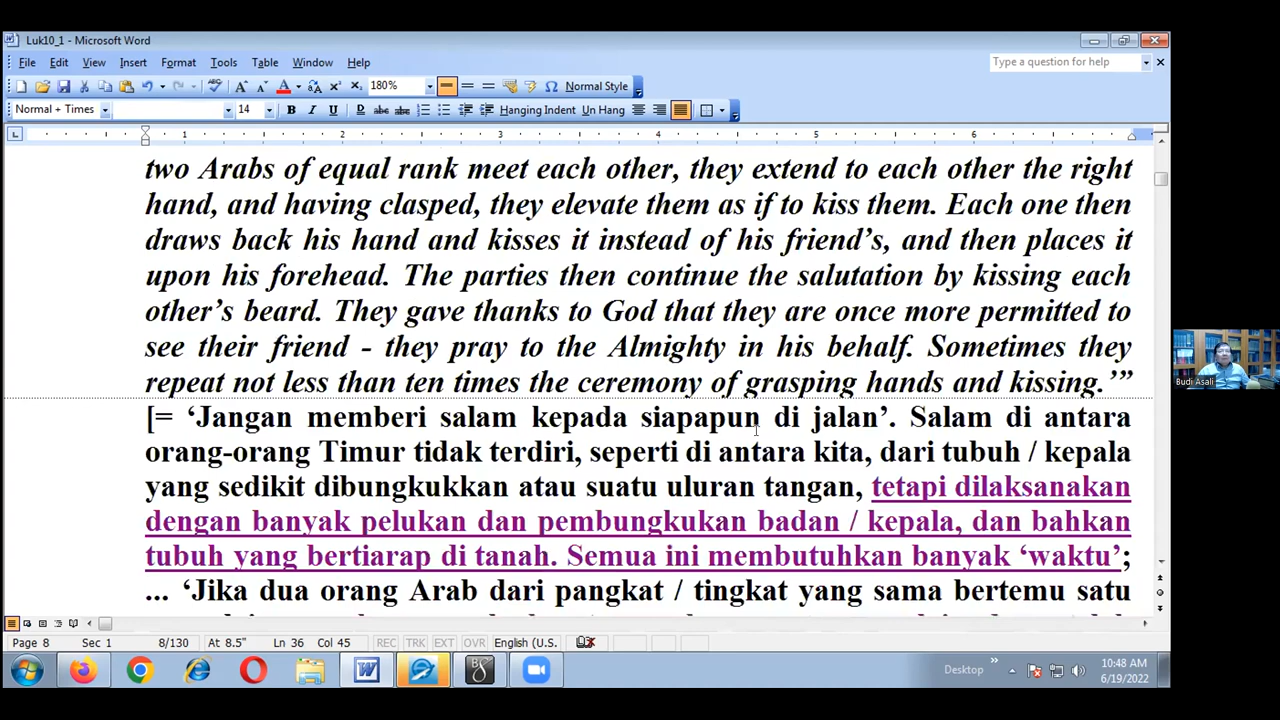 Luk10_1 - Microsoft Word
File Edit View Insert Format Tools Table Window Help
Type a question for help
180%
Normal Style
Normal + Times
14
B I U abc abc
Hanging Indent Un Hang
1 2 3 4 5 6
two Arabs of equal rank meet each other, they extend to each other the right
hand, and having clasped, they elevate them as if to kiss them. Each one then
draws back his hand and kisses it instead of his friend’s, and then places it
upon his forehead. The parties then continue the salutation by kissing each
other’s beard. They gave thanks to God that they are once more permitted to
see their friend - they pray to the Almighty in his behalf. Sometimes they
repeat not less than ten times the ceremony of grasping hands and kissing.’”
[= ‘Jangan memberi salam kepada siapapun di jalan’. Salam di antara
orang-orang Timur tidak terdiri, seperti di antara kita, dari tubuh / kepala
yang sedikit dibungkukkan atau suatu uluran tangan, tetapi dilaksanakan
dengan banyak pelukan dan pembungkukan badan / kepala, dan bahkan
tubuh yang bertiarap di tanah. Semua ini membutuhkan banyak ‘waktu’;
... ‘Jika dua orang Arab dari pangkat / tingkat yang sama bertemu satu
Budi Asali
Page 8 Sec 1 8/130 At 8.5" Ln 36 Col 45 REC TRK EXT OVR English (U.S.
Desktop
10:48 AM
6/19/2022